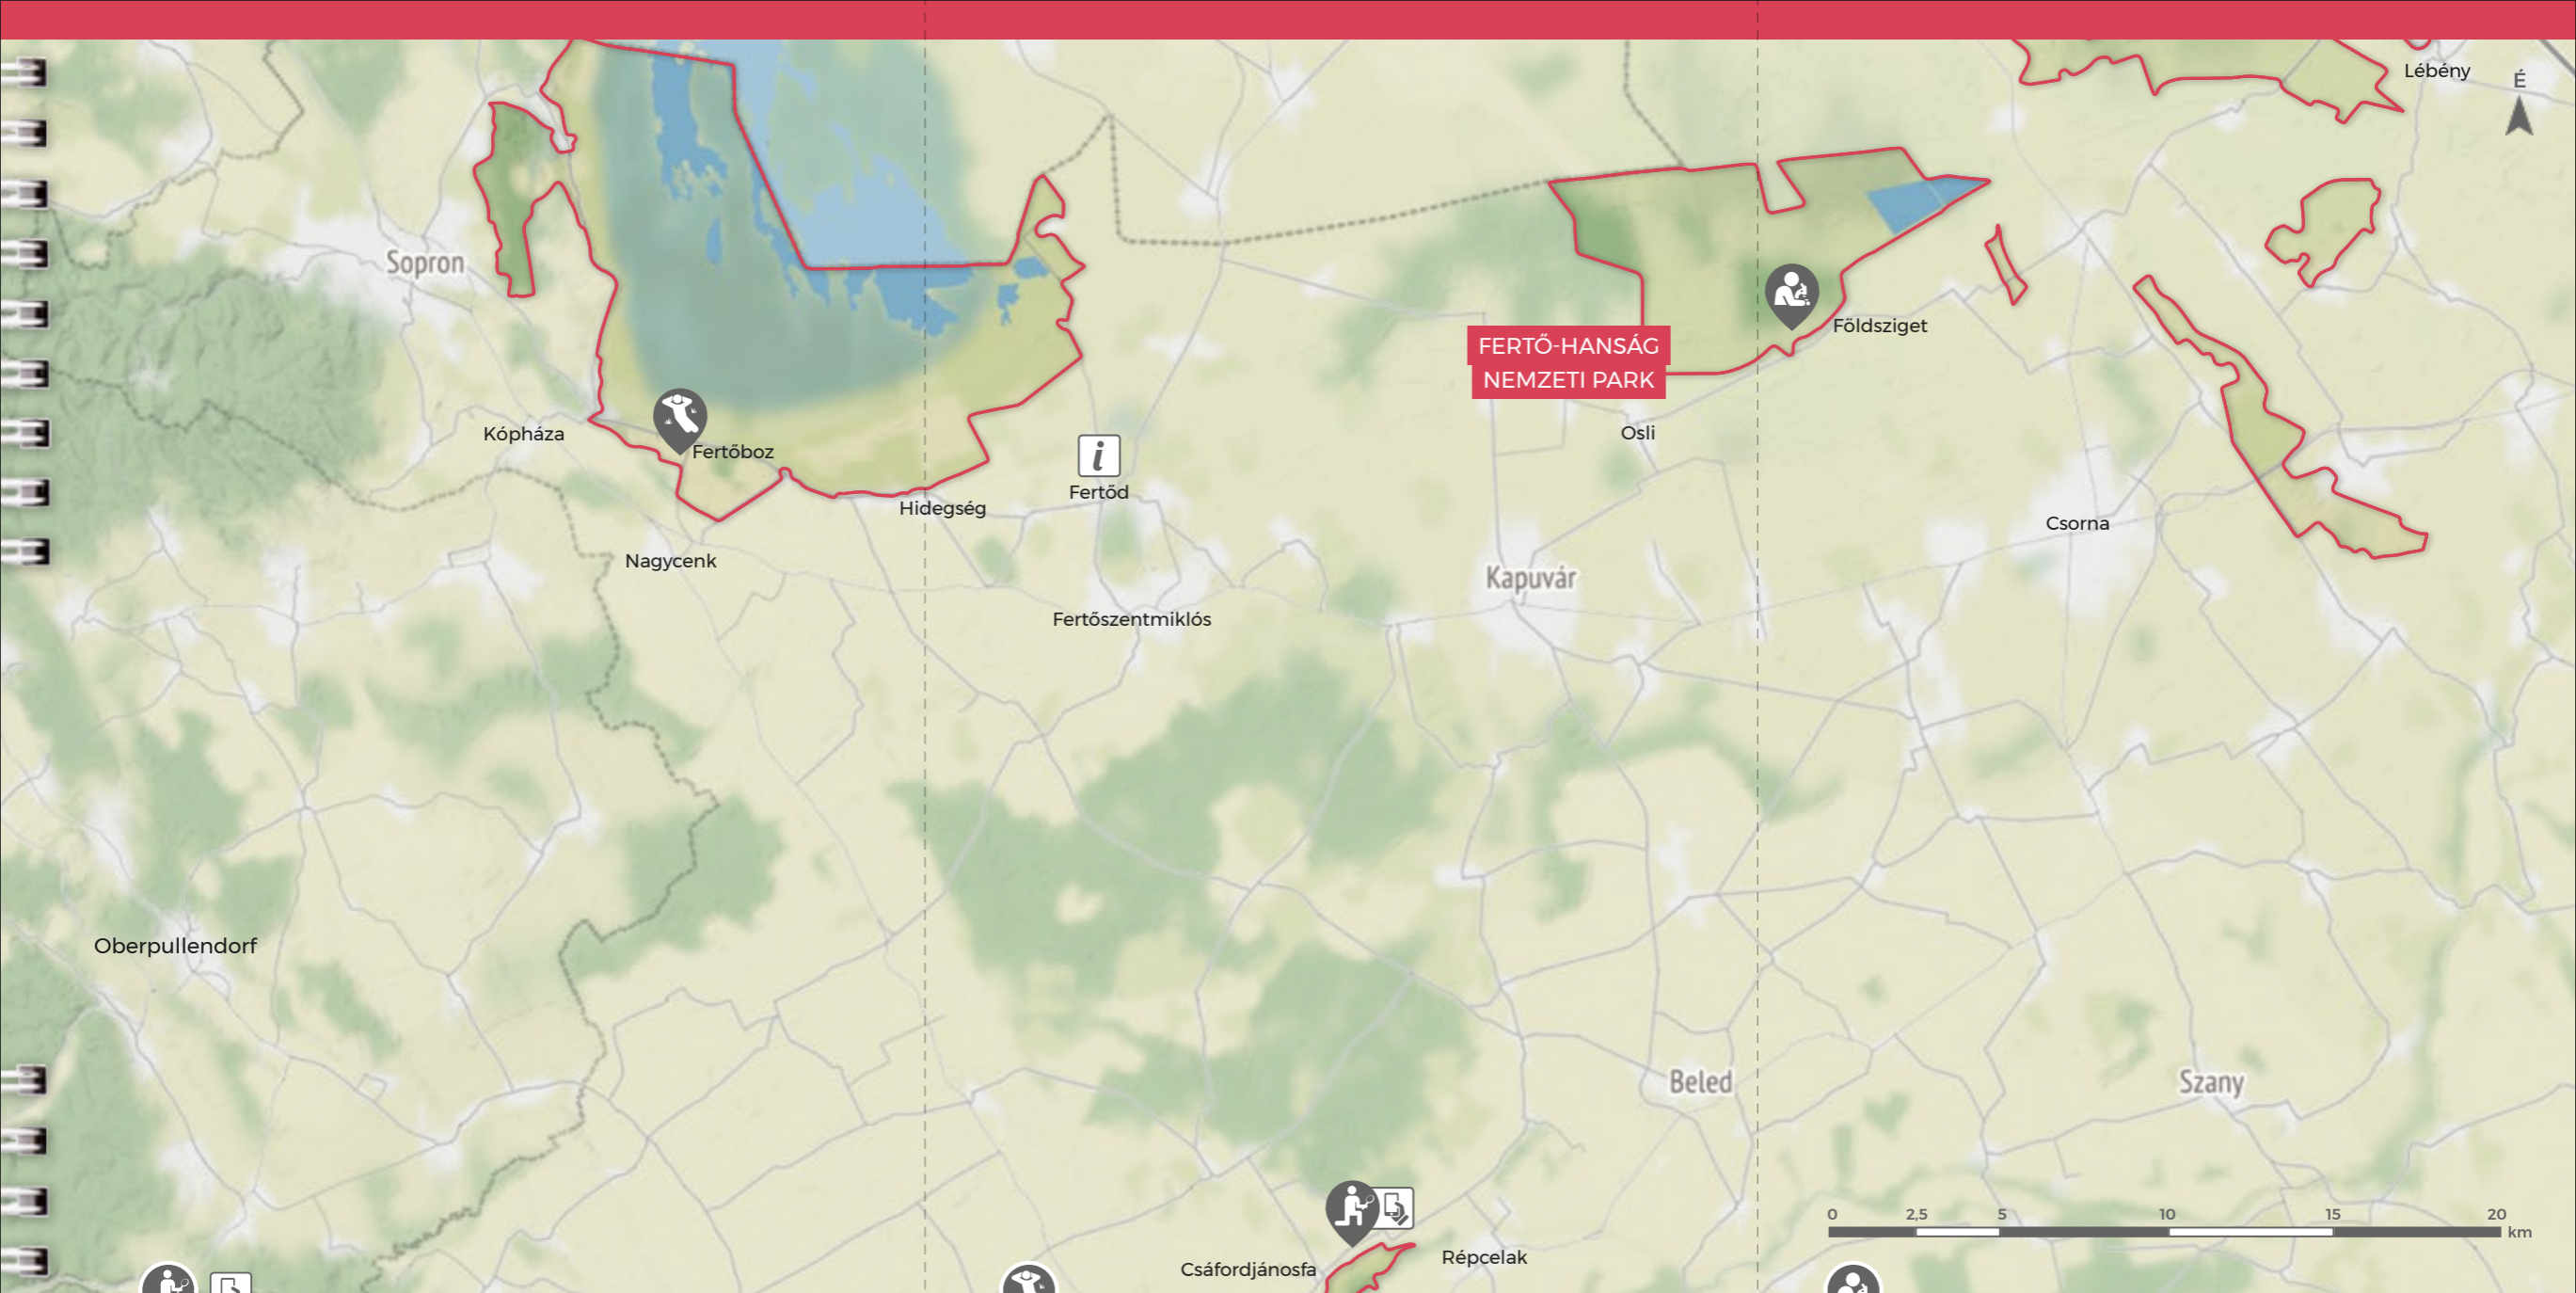 Lébény
É
Sopron
Földsziget
FERTŐ-HANSÁG
NEMZETI PARK
Kópháza
Osli
Fertőboz
i
Fertőd
Hidegség
Csorna
Nagycenk
Kapuvár
Fertőszentmiklós
Oberpullendorf
Beled
Szany
0 2,5 5 10 15 20
km
Répcelak
Csáfordjánosfa